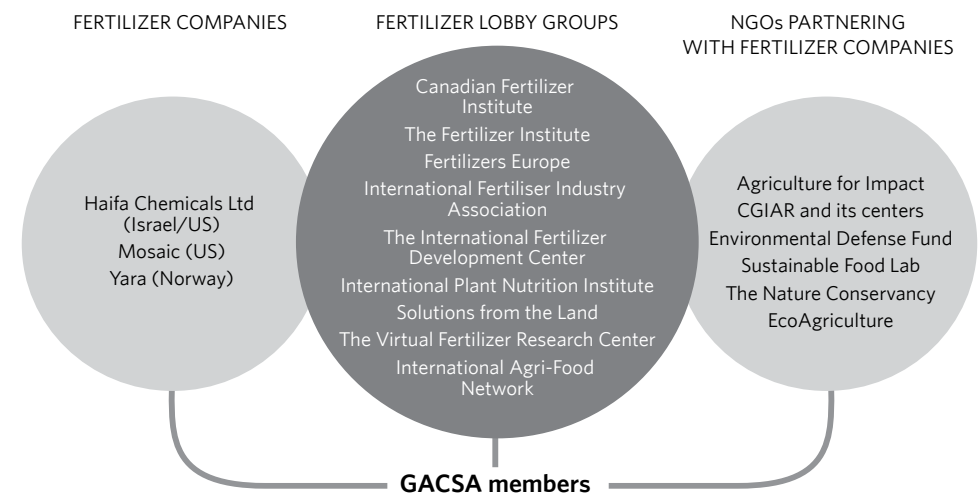 FERTILIZER COMPANIES
Haifa Chemicals Ltd
(Israel/US)
Mosaic (US)
Yara (Norway)
FERTILIZER LOBBY GROUPS
Canadian Fertilizer
Institute
The Fertilizer Institute
Fertilizers Europe
International Fertiliser Industry
Association
The International Fertilizer
Development Center
International Plant Nutrition Institute
Solutions from the Land
The Virtual Fertilizer Research Center
International Agri-Food
Network
NGOs PARTNERING
WITH FERTILIZER COMPANIES
Agriculture for Impact
CGIAR and its centers
Environmental Defense Fund
Sustainable Food Lab
The Nature Conservancy
EcoAgriculture
GACSA members